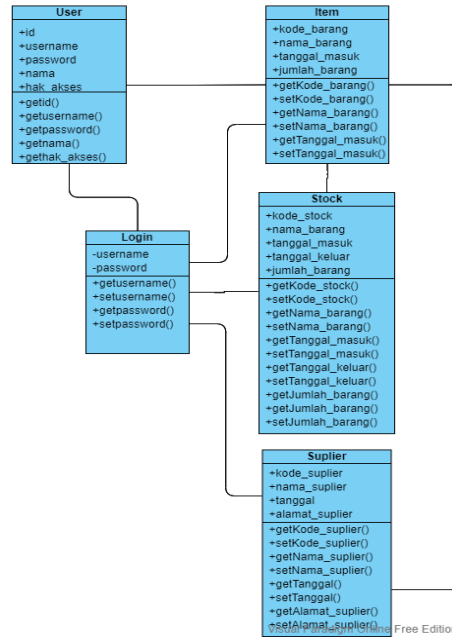 User
+id
+username
+password
+nama
+hak_akses
+getid()
+getusername()
+getpassword()
+getnama()
+gethak_akses()
Item
+kode_barang
+nama_barang
+tanggal_masuk
+jumlah_barang
+getKode_barang()
+setKode_barang()
+getNama_barang()
+setNama_barang()
+getTanggal_masuk()
+setTanggal_masuk()
Login
-username
-password
+getusername()
+setusername()
+getpassword()
+setpassword()
Stock
+kode_stock
+nama_barang
+tanggal_masuk
+tanggal_keluar
+jumlah_barang
+getKode_stock()
+setKode_stock()
+getNama_barang()
+setNama_barang()
+getTanggal_masuk()
+setTanggal_masuk()
+getTanggal_keluar()
+setTanggal_keluar()
+getJumlah_barang()
+getJumlah_barang()
+setJumlah_barang()
Suplier
+kode_suplier
+nama_suplier
+tanggal
+alamat_suplier
+getKode_suplier()
+setKode_suplier()
+getNama_suplier()
+setNama_suplier()
+getTanggal()
+setTanggal()
+getAlamat_suplier()
+setAlamat_suplier()
Visual Paradigm Online Free Edition